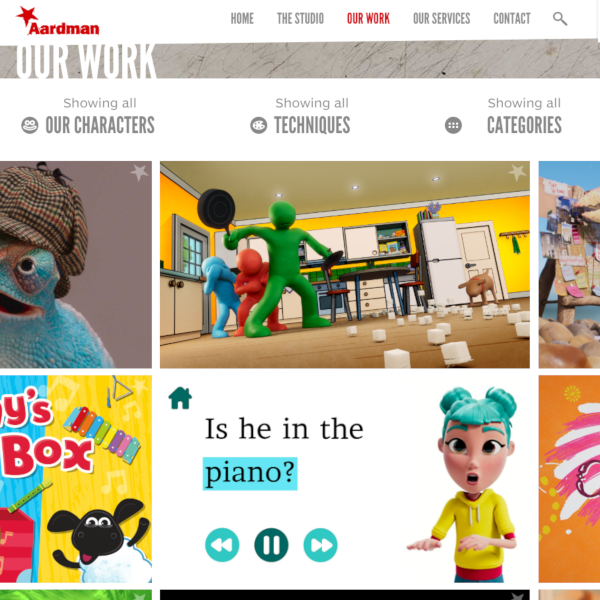 Aardman
HOME
THE STUDIO
OUR WORK
OUR SERVICES
CONTACT
OUR WORK
Showing all
OUR CHARACTERS
Showing all
TECHNIQUES
Showing all
CATEGORIES
y's
Box
Is he in the
piano?